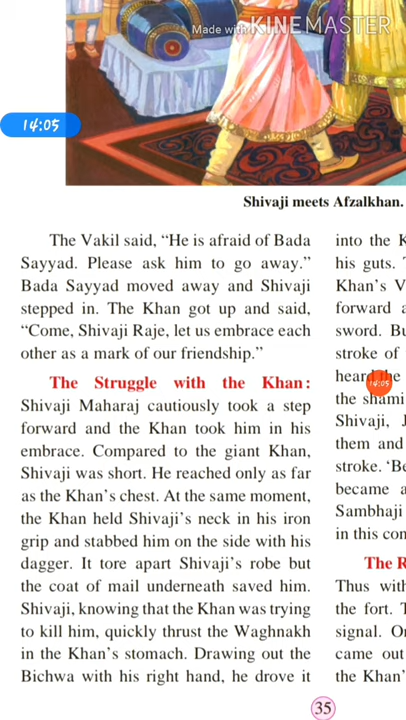 Made with KINEMASTER
14:05
Shivaji meets Afzalkhan.
The Vakil said, “He is afraid of Bada
Sayyad. Please ask him to go away.”
Bada Sayyad moved away and Shivaji
stepped in. The Khan got up and said,
“Come, Shivaji Raje, let us embrace each
other as a mark of our friendship.”
The Struggle with the Khan:
Shivaji Maharaj cautiously took a step
forward and the Khan took him in his
embrace. Compared to the giant Khan,
Shivaji was short. He reached only as far
as the Khan’s chest. At the same moment,
the Khan held Shivaji’s neck in his iron
grip and stabbed him on the side with his
dagger. It tore apart Shivaji’s robe but
the coat of mail underneath saved him.
Shivaji, knowing that the Khan was trying
to kill him, quickly thrust the Waghnakh
in the Khan’s stomach. Drawing out the
Bichwa with his right hand, he drove it
into the K
his guts.
Khan’s V
forward a
sword. Bu
stroke of
heard the
14:05
the shami
Shivaji, J
them and
stroke. ‘Be
became a
Sambhaji
in this con
The R
Thus with
the fort. T
signal. Or
came out
the Khan’
35